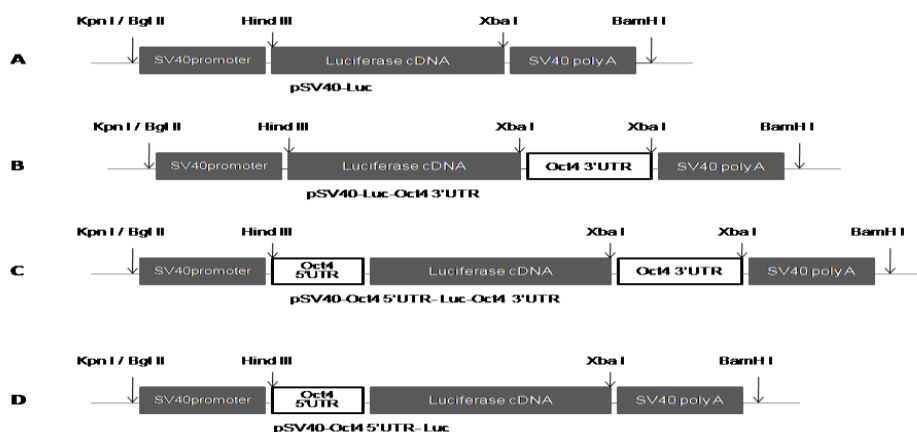 Kpn I / Bgl II Hind III Xba I BamH I
A SV40promoter Luciferase cDNA SV40 poly A
pSV40-Luc
Kpn I / Bgl II Hind III Xba I Xba I BamH I
B SV40promoter Luciferase cDNA Oct4 3'UTR SV40 poly A
pSV40-Luc-Oct4 3'UTR
Kpn I / Bgl II Hind III Xba I Xba I BamH I
C SV40promoter Oct4 5'UTR Luciferase cDNA Oct4 3'UTR SV40 poly A
pSV40-Oct4 5'UTR-Luc-Oct4 3'UTR
Kpn I / Bgl II Hind III Xba I BamH I
D SV40promoter Oct4 5'UTR Luciferase cDNA SV40 poly A
pSV40-Oct4 5'UTR-Luc